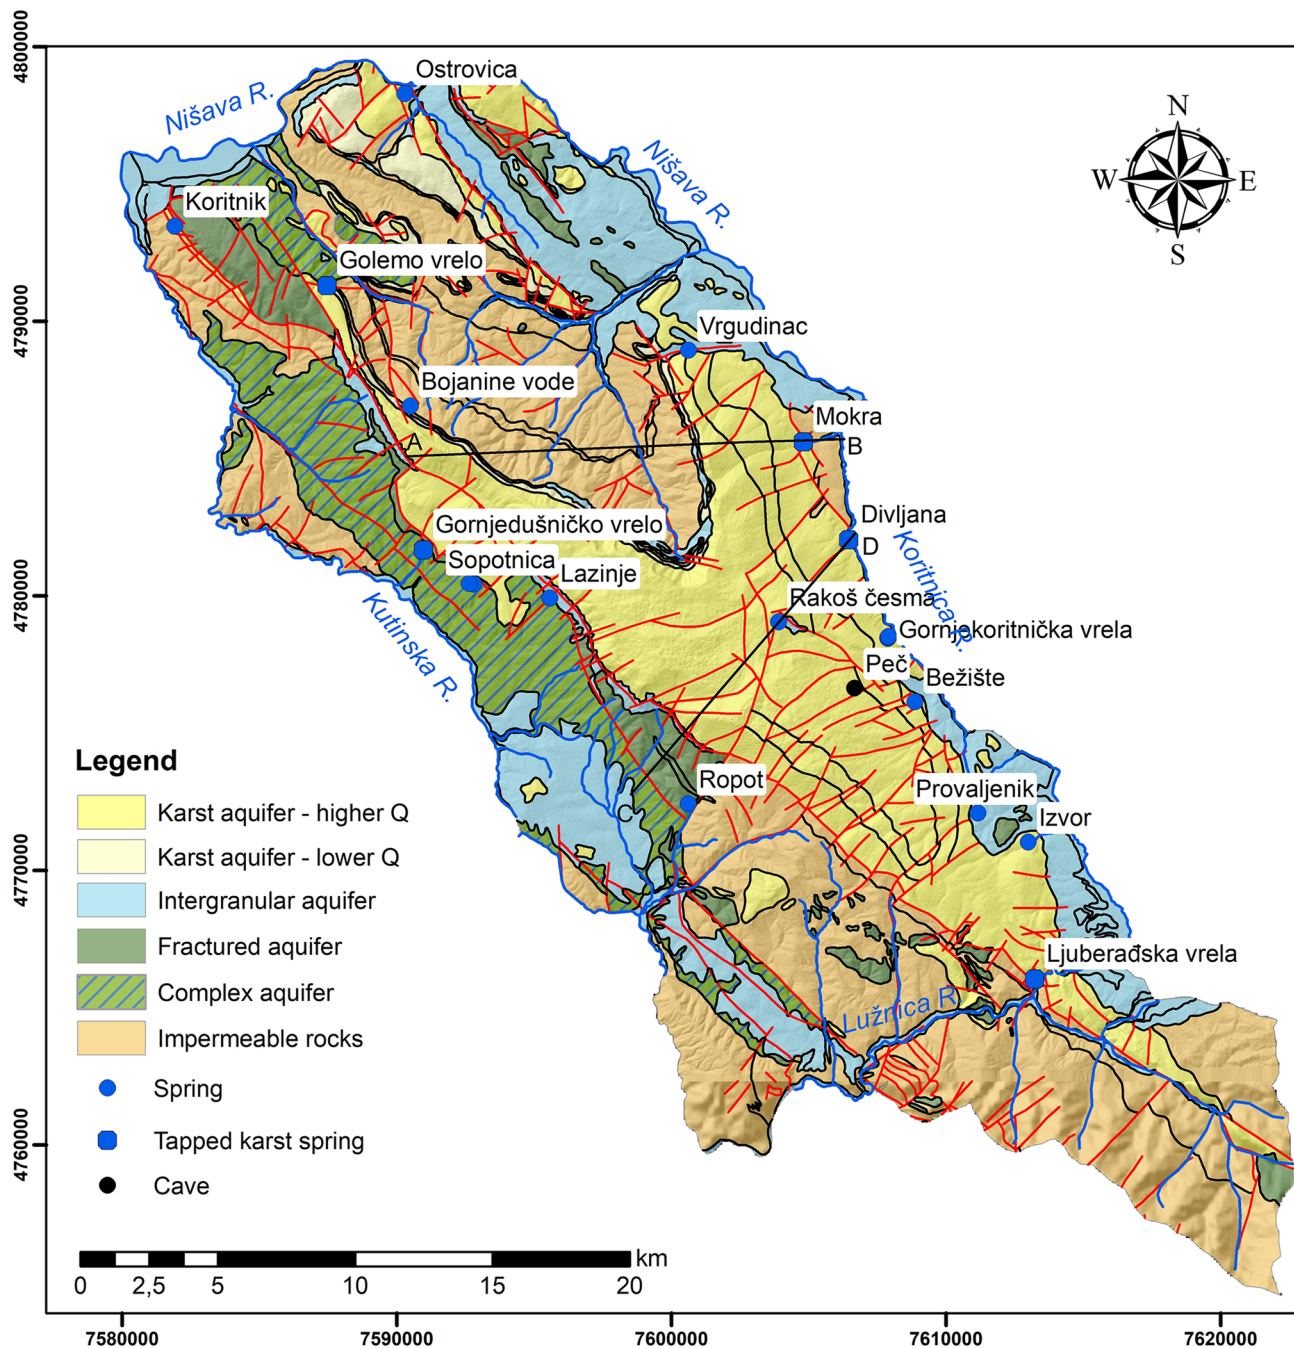 4800000
4790000
4780000
4770000
4760000
Ostrovica
Nišava R.
Nišava R.
N
W
E
S
Koritnik
Golemo vrelo
Vrgudinac
Bojanine vode
Mokra
A
B
Divljana
Gornjedušničko vrelo
D
Sopotnica
Lazinje
Koritnica R.
Rakoš česma
Kutinska R.
Gornjekoritnička vrela
Peč
Bežište
Ropot
Provaljenik
C
Izvor
Ljuberađska vrela
Lužnica R.
Legend
Karst aquifer - higher Q
Karst aquifer - lower Q
Intergranular aquifer
Fractured aquifer
Complex aquifer
Impermeable rocks
Spring
Tapped karst spring
Cave
km
0 2,5 5 10 15 20
7580000 7590000 7600000 7610000 7620000